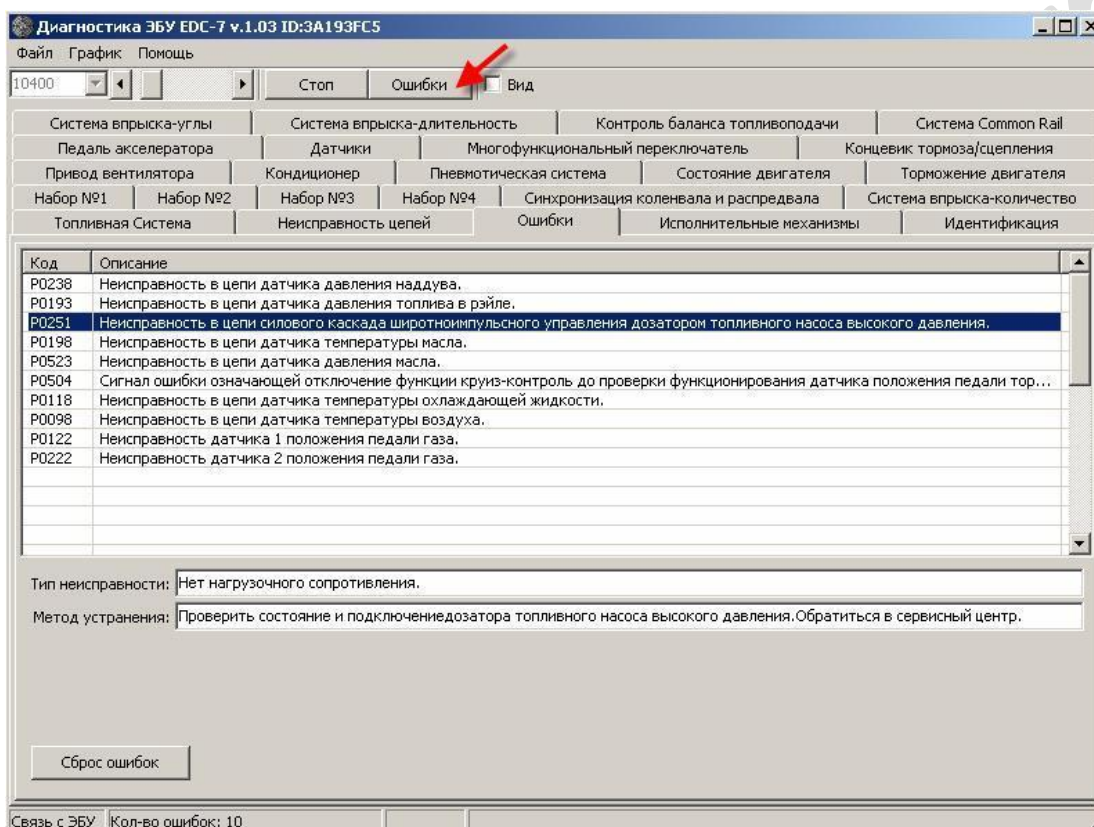 Диагностика ЭБУ EDC-7 v.1.03 ID:3A193FC5
Файл График Помощь
10400 Стоп Ошибки Вид
Система впрыска-углы Система впрыска-длительность Контроль баланса топливоподачи Система Common Rail
Педаль акселератора Датчики Многофункциональный переключатель Концевик тормоза/сцепления
Привод вентилятора Кондиционер Пневмотическая система Состояние двигателя Торможение двигателя
Набор №1 Набор №2 Набор №3 Набор №4 Синхронизация коленвала и распредвала Система впрыска-количество
Топливная Система Неисправность цепей Ошибки Исполнительные механизмы Идентификация
Код Описание
P0238 Неисправность в цепи датчика давления наддува.
P0193 Неисправность в цепи датчика давления топлива в рэйле.
P0251 Неисправность в цепи силового каскада широтноимпульсного управления дозатором топливного насоса высокого давления.
P0198 Неисправность в цепи датчика температуры масла.
P0523 Неисправность в цепи датчика давления масла.
P0504 Сигнал ошибки означающей отключение функции круиз-контроль до проверки функционирования датчика положения педали тор...
P0118 Неисправность в цепи датчика температуры охлаждающей жидкости.
P0098 Неисправность в цепи датчика температуры воздуха.
P0122 Неисправность датчика 1 положения педали газа.
P0222 Неисправность датчика 2 положения педали газа.
Тип неисправности: Нет нагрузочного сопротивления.
Метод устранения: Проверить состояние и подключениедозатора топливного насоса высокого давления.Обратиться в сервисный центр.
Сброс ошибок
Связь с ЭБУ Кол-во ошибок: 10